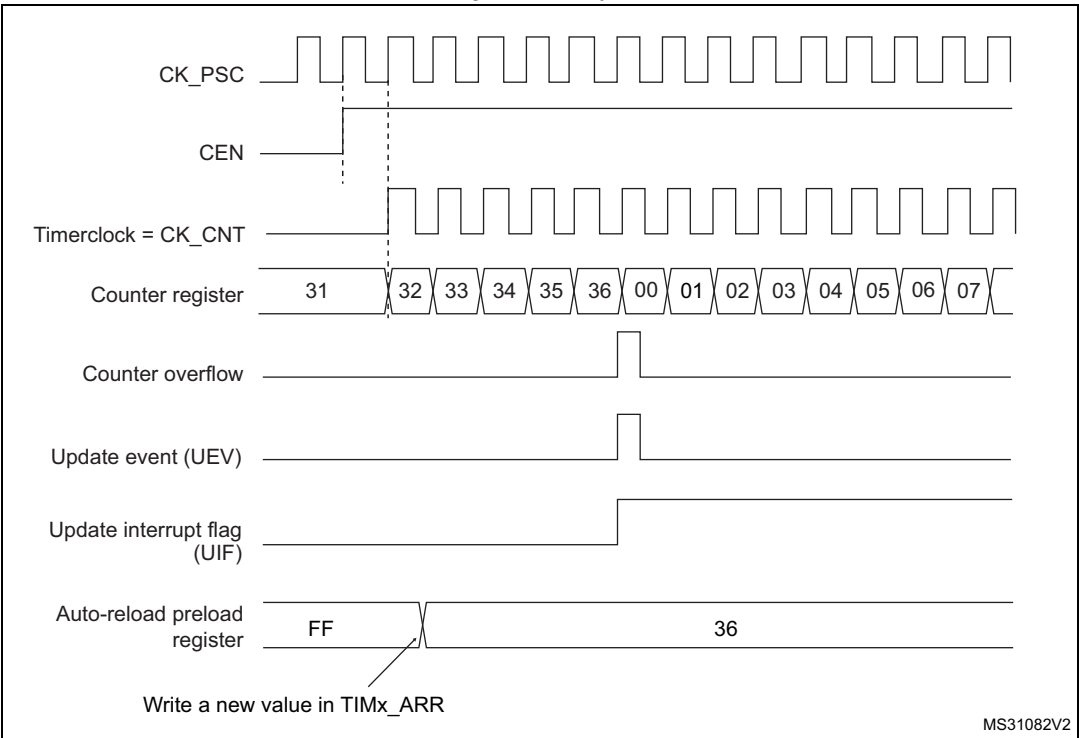 CK_PSC
CEN
Timerclock = CK_CNT
Counter register 31 32 33 34 35 36 00 01 02 03 04 05 06 07
Counter overflow
Update event (UEV)
Update interrupt flag
(UIF)
Auto-reload preload
register FF 36
Write a new value in TIMx_ARR
MS31082V2